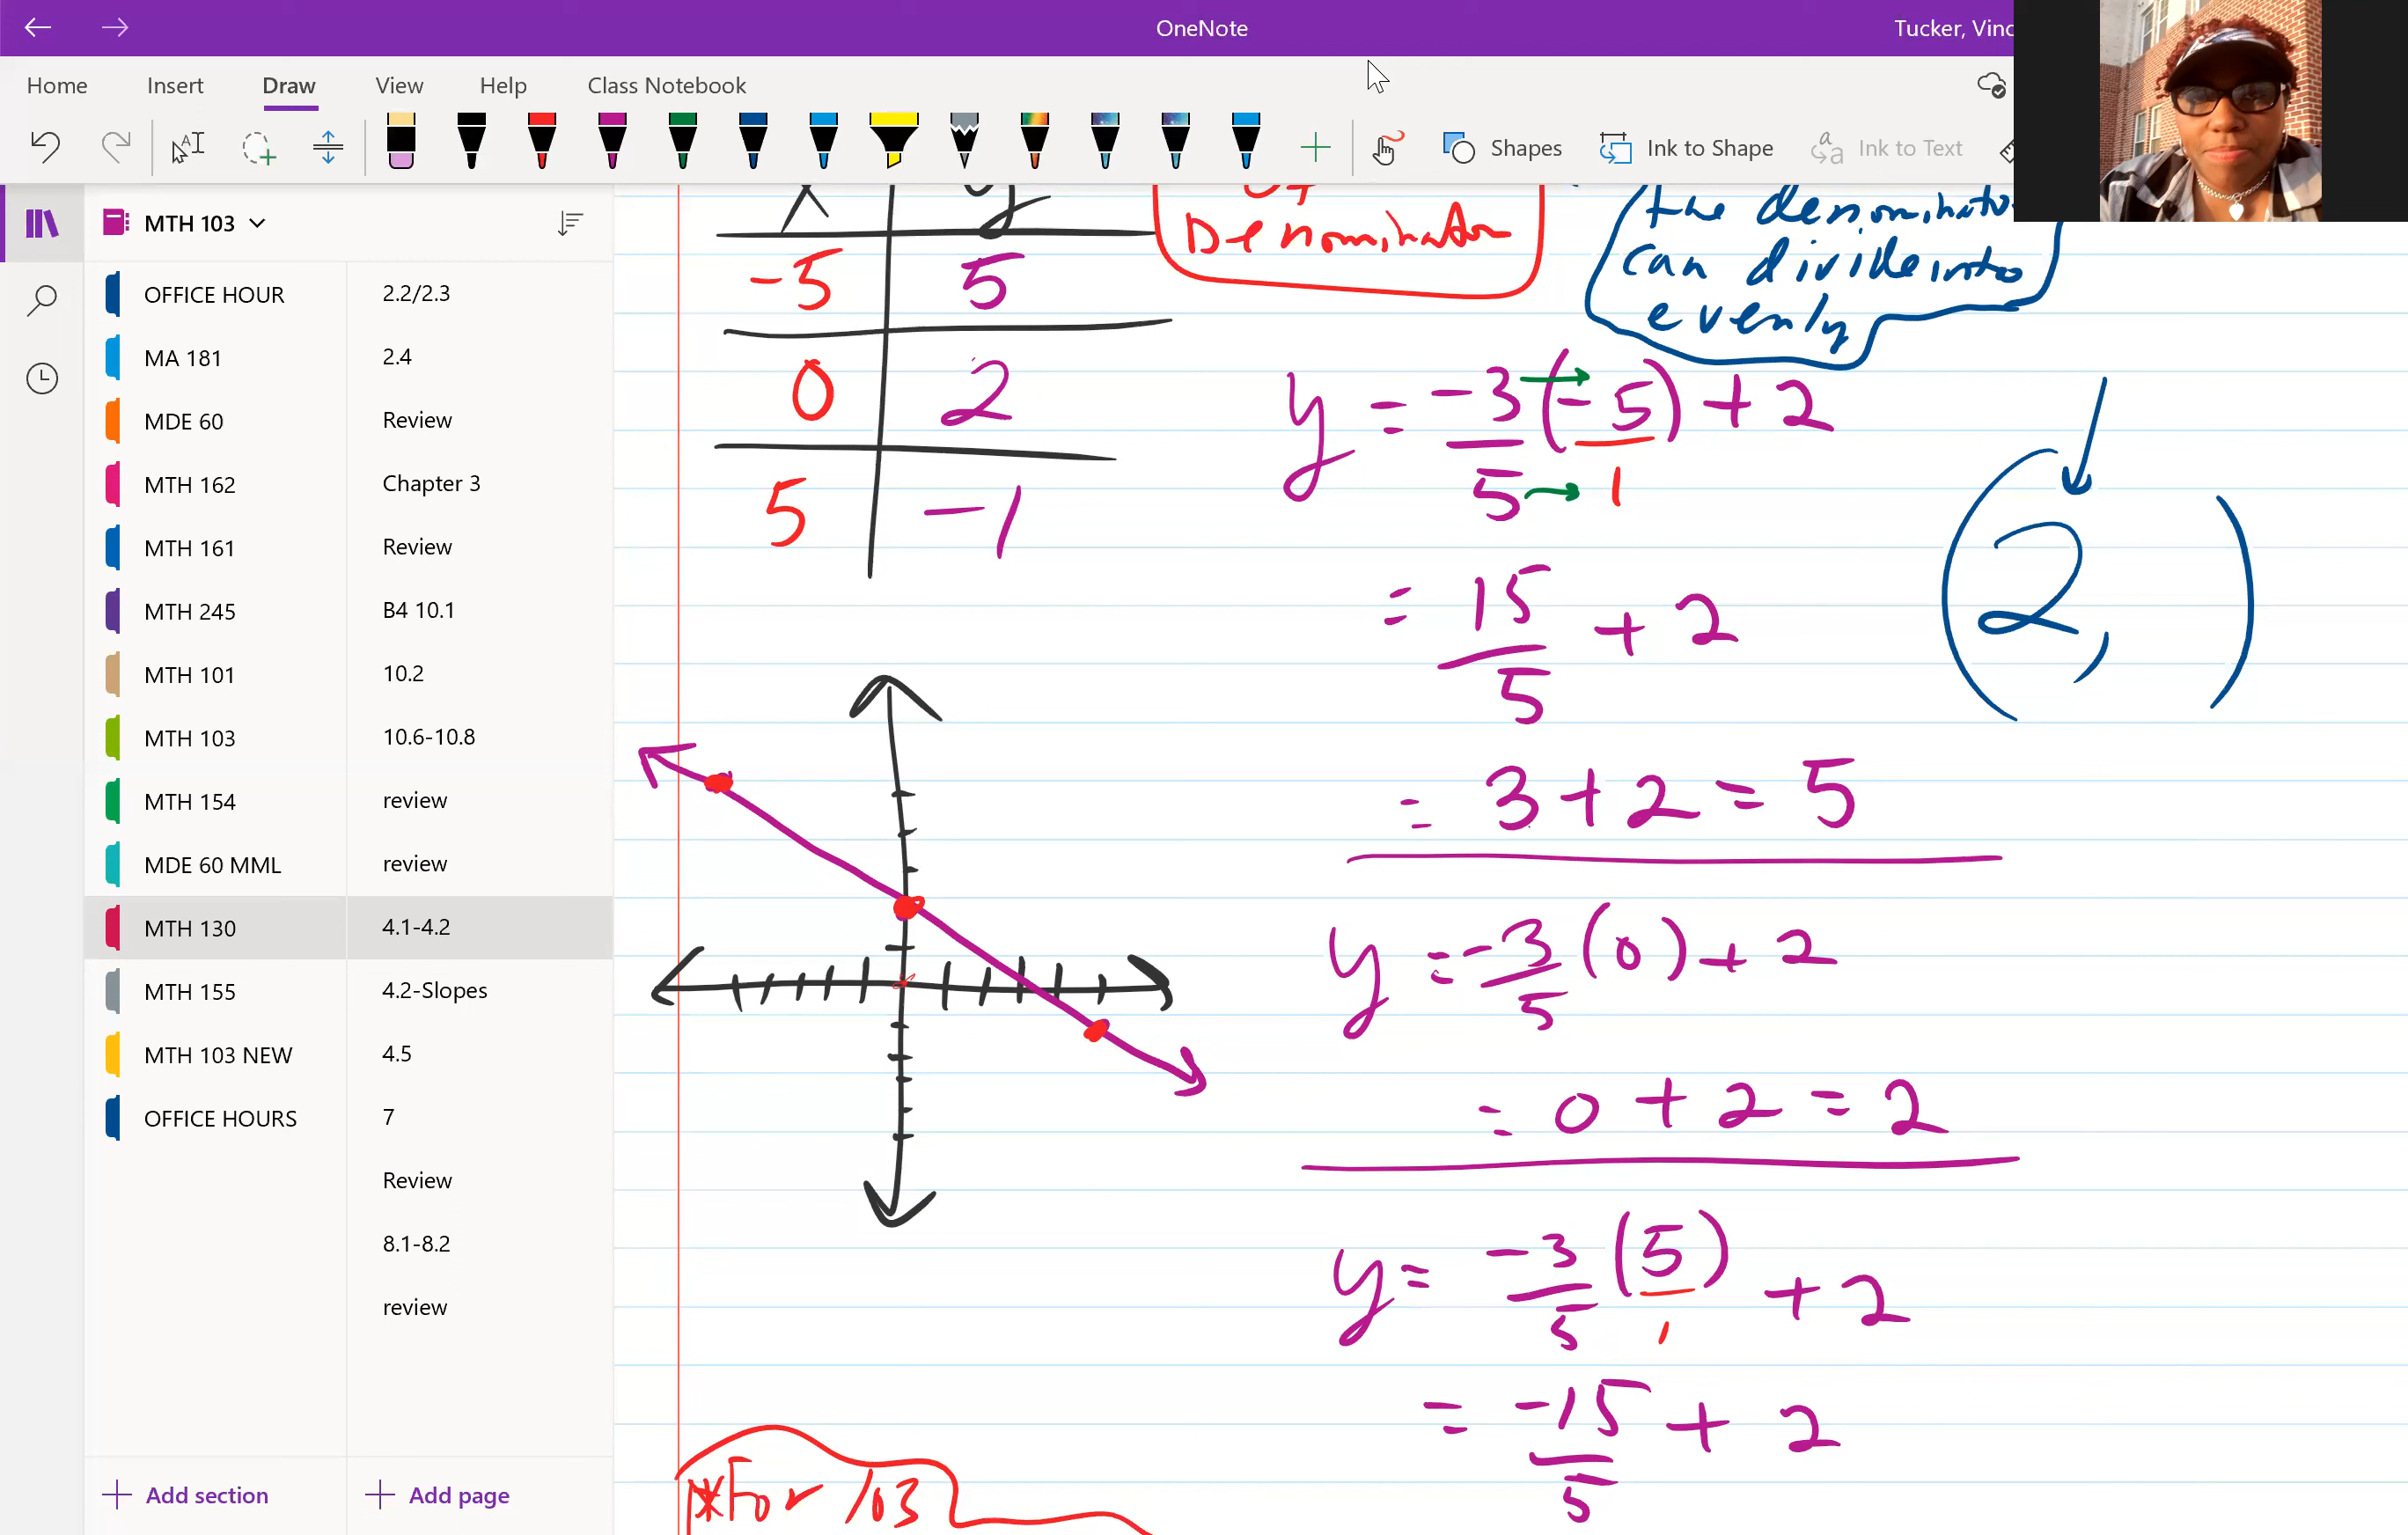 OneNote
Tucker, Vinc
Home Insert Draw View Help Class Notebook
Shapes Ink to Shape Ink to Text
MTH 103
OFFICE HOUR
MA 181
MDE 60
MTH 162
MTH 161
MTH 245
MTH 101
MTH 103
MTH 154
MDE 60 MML
MTH 130
MTH 155
MTH 103 NEW
OFFICE HOURS
Add section
2.2/2.3
2.4
Review
Chapter 3
Review
B4 10.1
10.2
10.6-10.8
review
review
4.1-4.2
4.2-Slopes
4.5
7
Review
8.1-8.2
review
Add page
x y
-5 5
0 2
5 -1
of
Denominator
the denominato
can divide into
evenly
y = -3/5 (-5/1) + 2
= 15/5 + 2
= 3 + 2 = 5
y = -3/5 (0) + 2
= 0 + 2 = 2
y = -3/5 (5/1) + 2
= -15/5 + 2
(2, )
*For 103